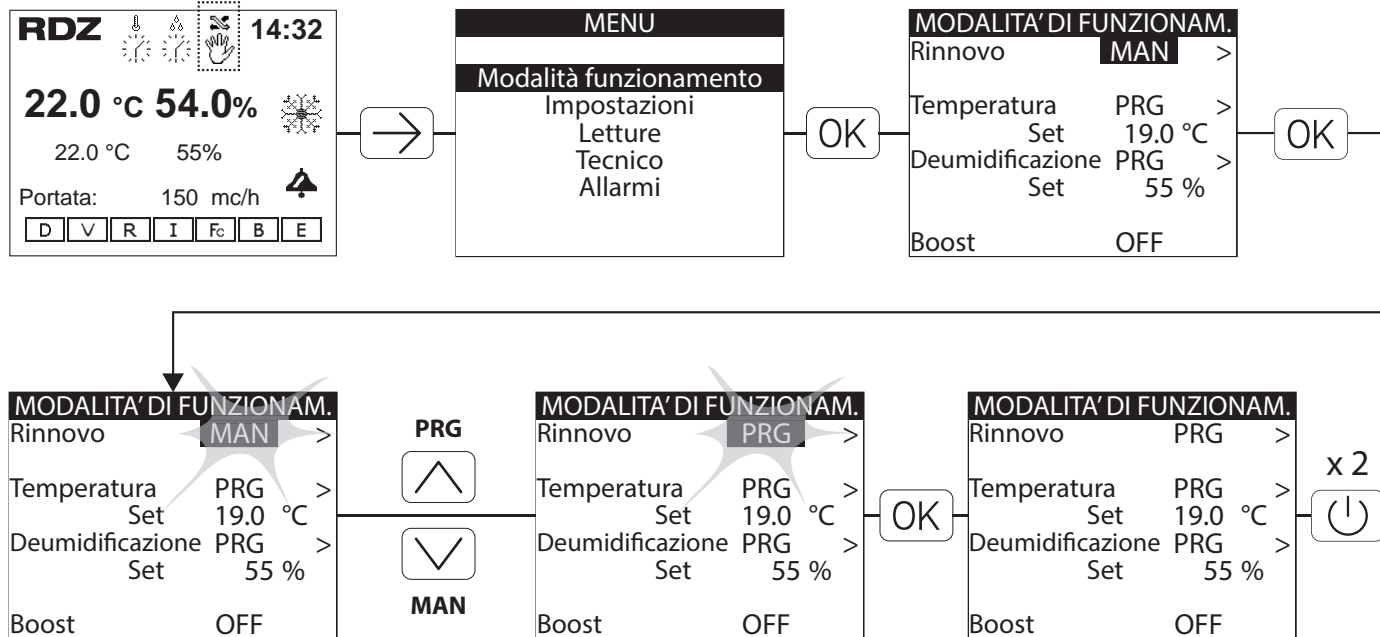 RDZ 14:32
22.0 °C 54.0%
22.0 °C 55%
Portata: 150 mc/h
D V R I Fc B E
MENU
Modalità funzionamento
Impostazioni
Letture
Tecnico
Allarmi
OK
MODALITA' DI FUNZIONAM.
Rinnovo MAN >
Temperatura PRG >
Set 19.0 °C
Deumidificazione PRG >
Set 55 %
Boost OFF
OK
MODALITA' DI FUNZIONAM.
Rinnovo MAN >
Temperatura PRG >
Set 19.0 °C
Deumidificazione PRG >
Set 55 %
Boost OFF
PRG
MAN
MODALITA' DI FUNZIONAM.
Rinnovo PRG >
Temperatura PRG >
Set 19.0 °C
Deumidificazione PRG >
Set 55 %
Boost OFF
OK
MODALITA' DI FUNZIONAM.
Rinnovo PRG >
Temperatura PRG >
Set 19.0 °C
Deumidificazione PRG >
Set 55 %
Boost OFF
x 2